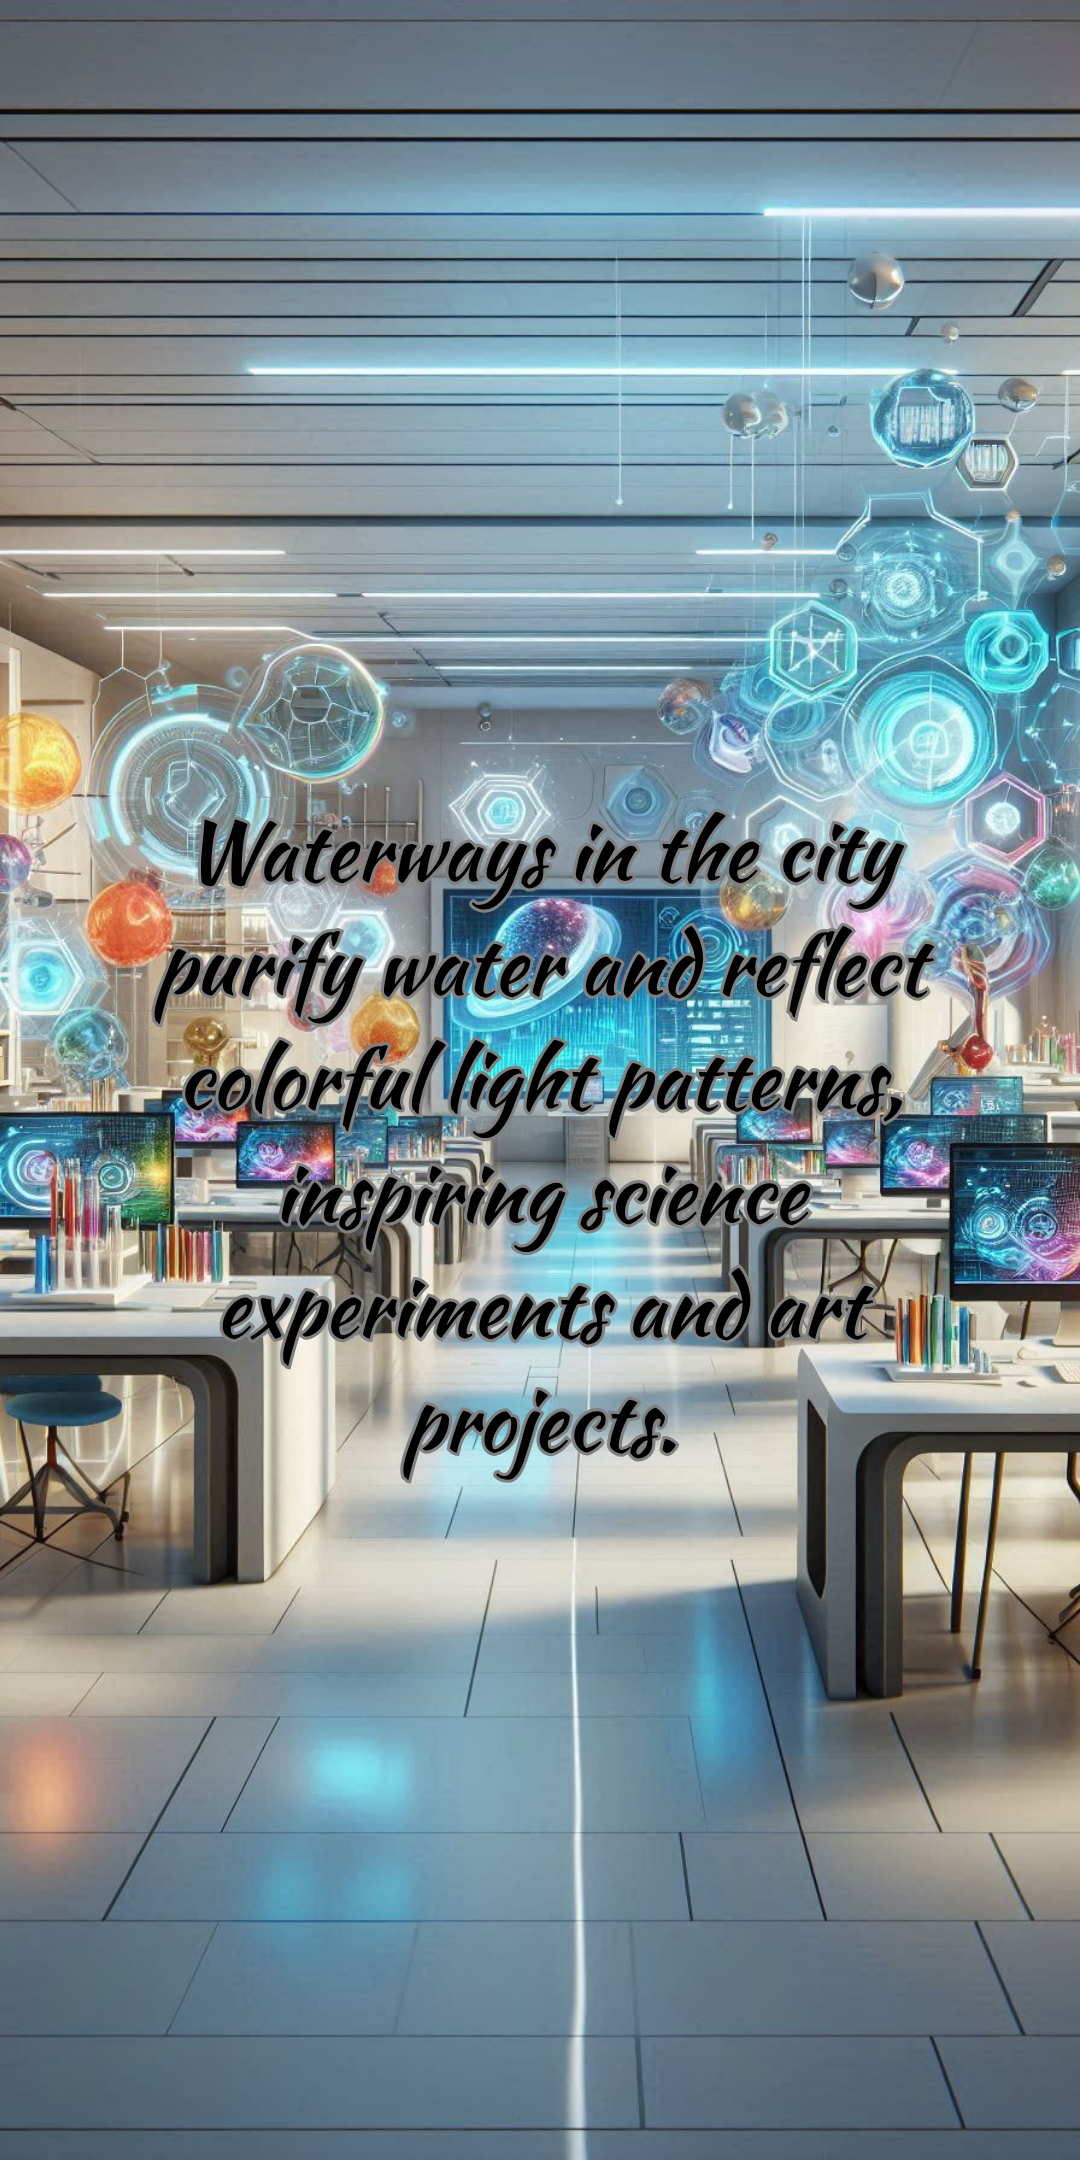 Waterways in the city
purify water and reflect
colorful light patterns,
inspiring science
experiments and art
projects.